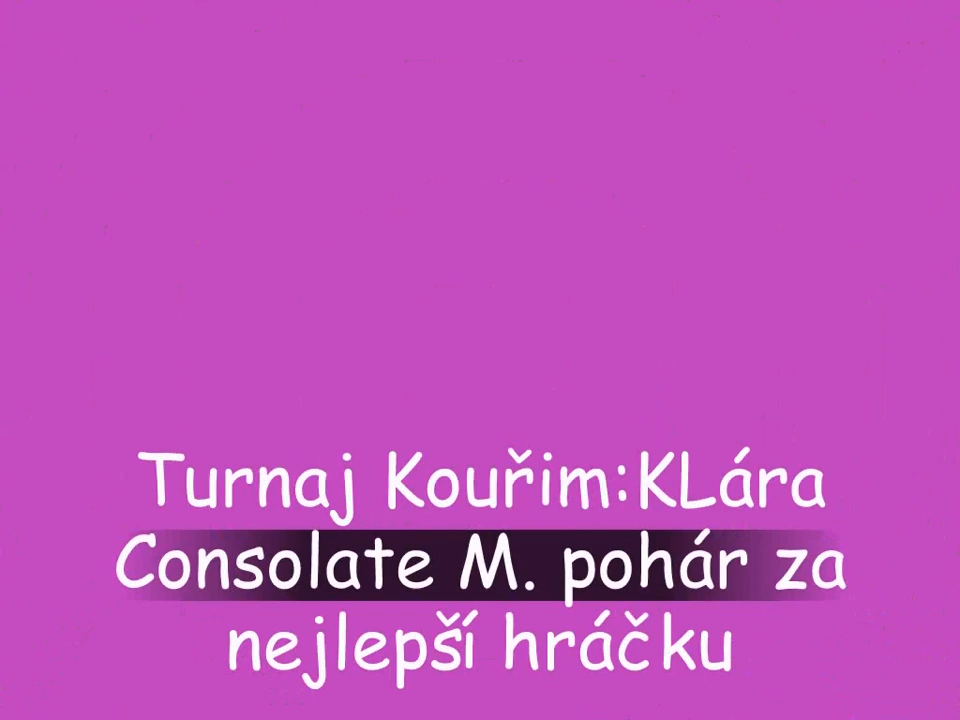 Turnaj Kouřim:KLára
Consolate M. pohár za
nejlepší hráčku